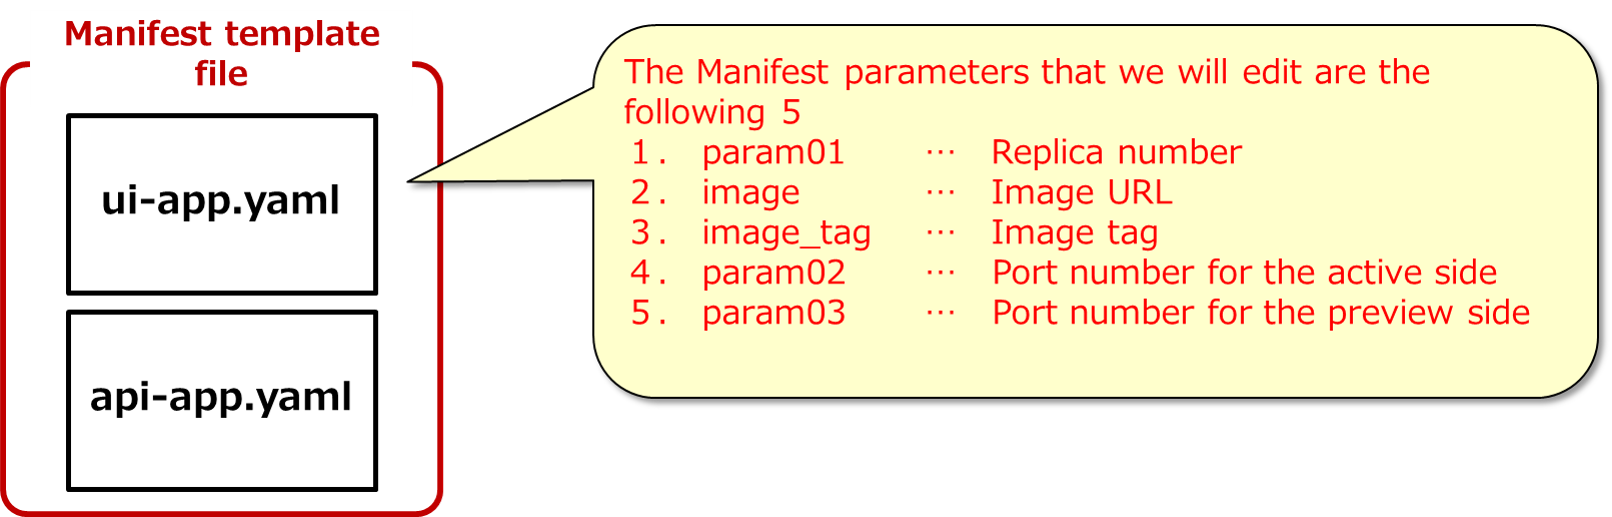 Manifest template
file
ui-app.yaml
api-app.yaml
The Manifest parameters that we will edit are the
following 5
1. param01 … Replica number
2. image … Image URL
3. image_tag … Image tag
4. param02 … Port number for the active side
5. param03 … Port number for the preview side